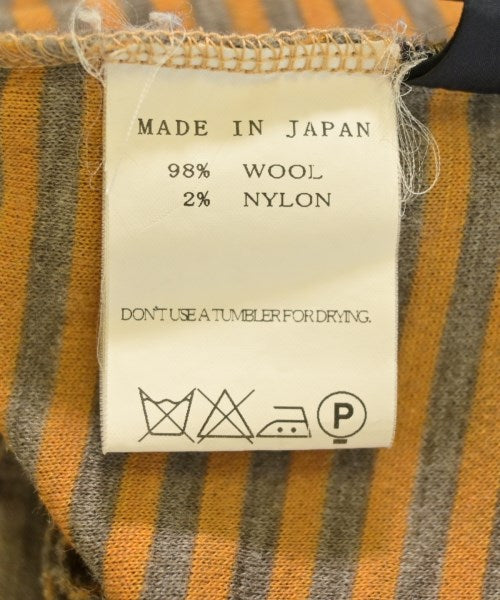 MADE IN JAPAN
98% WOOL
2% NYLON
DON'T USE A TUMBLER FOR DRYING.
P